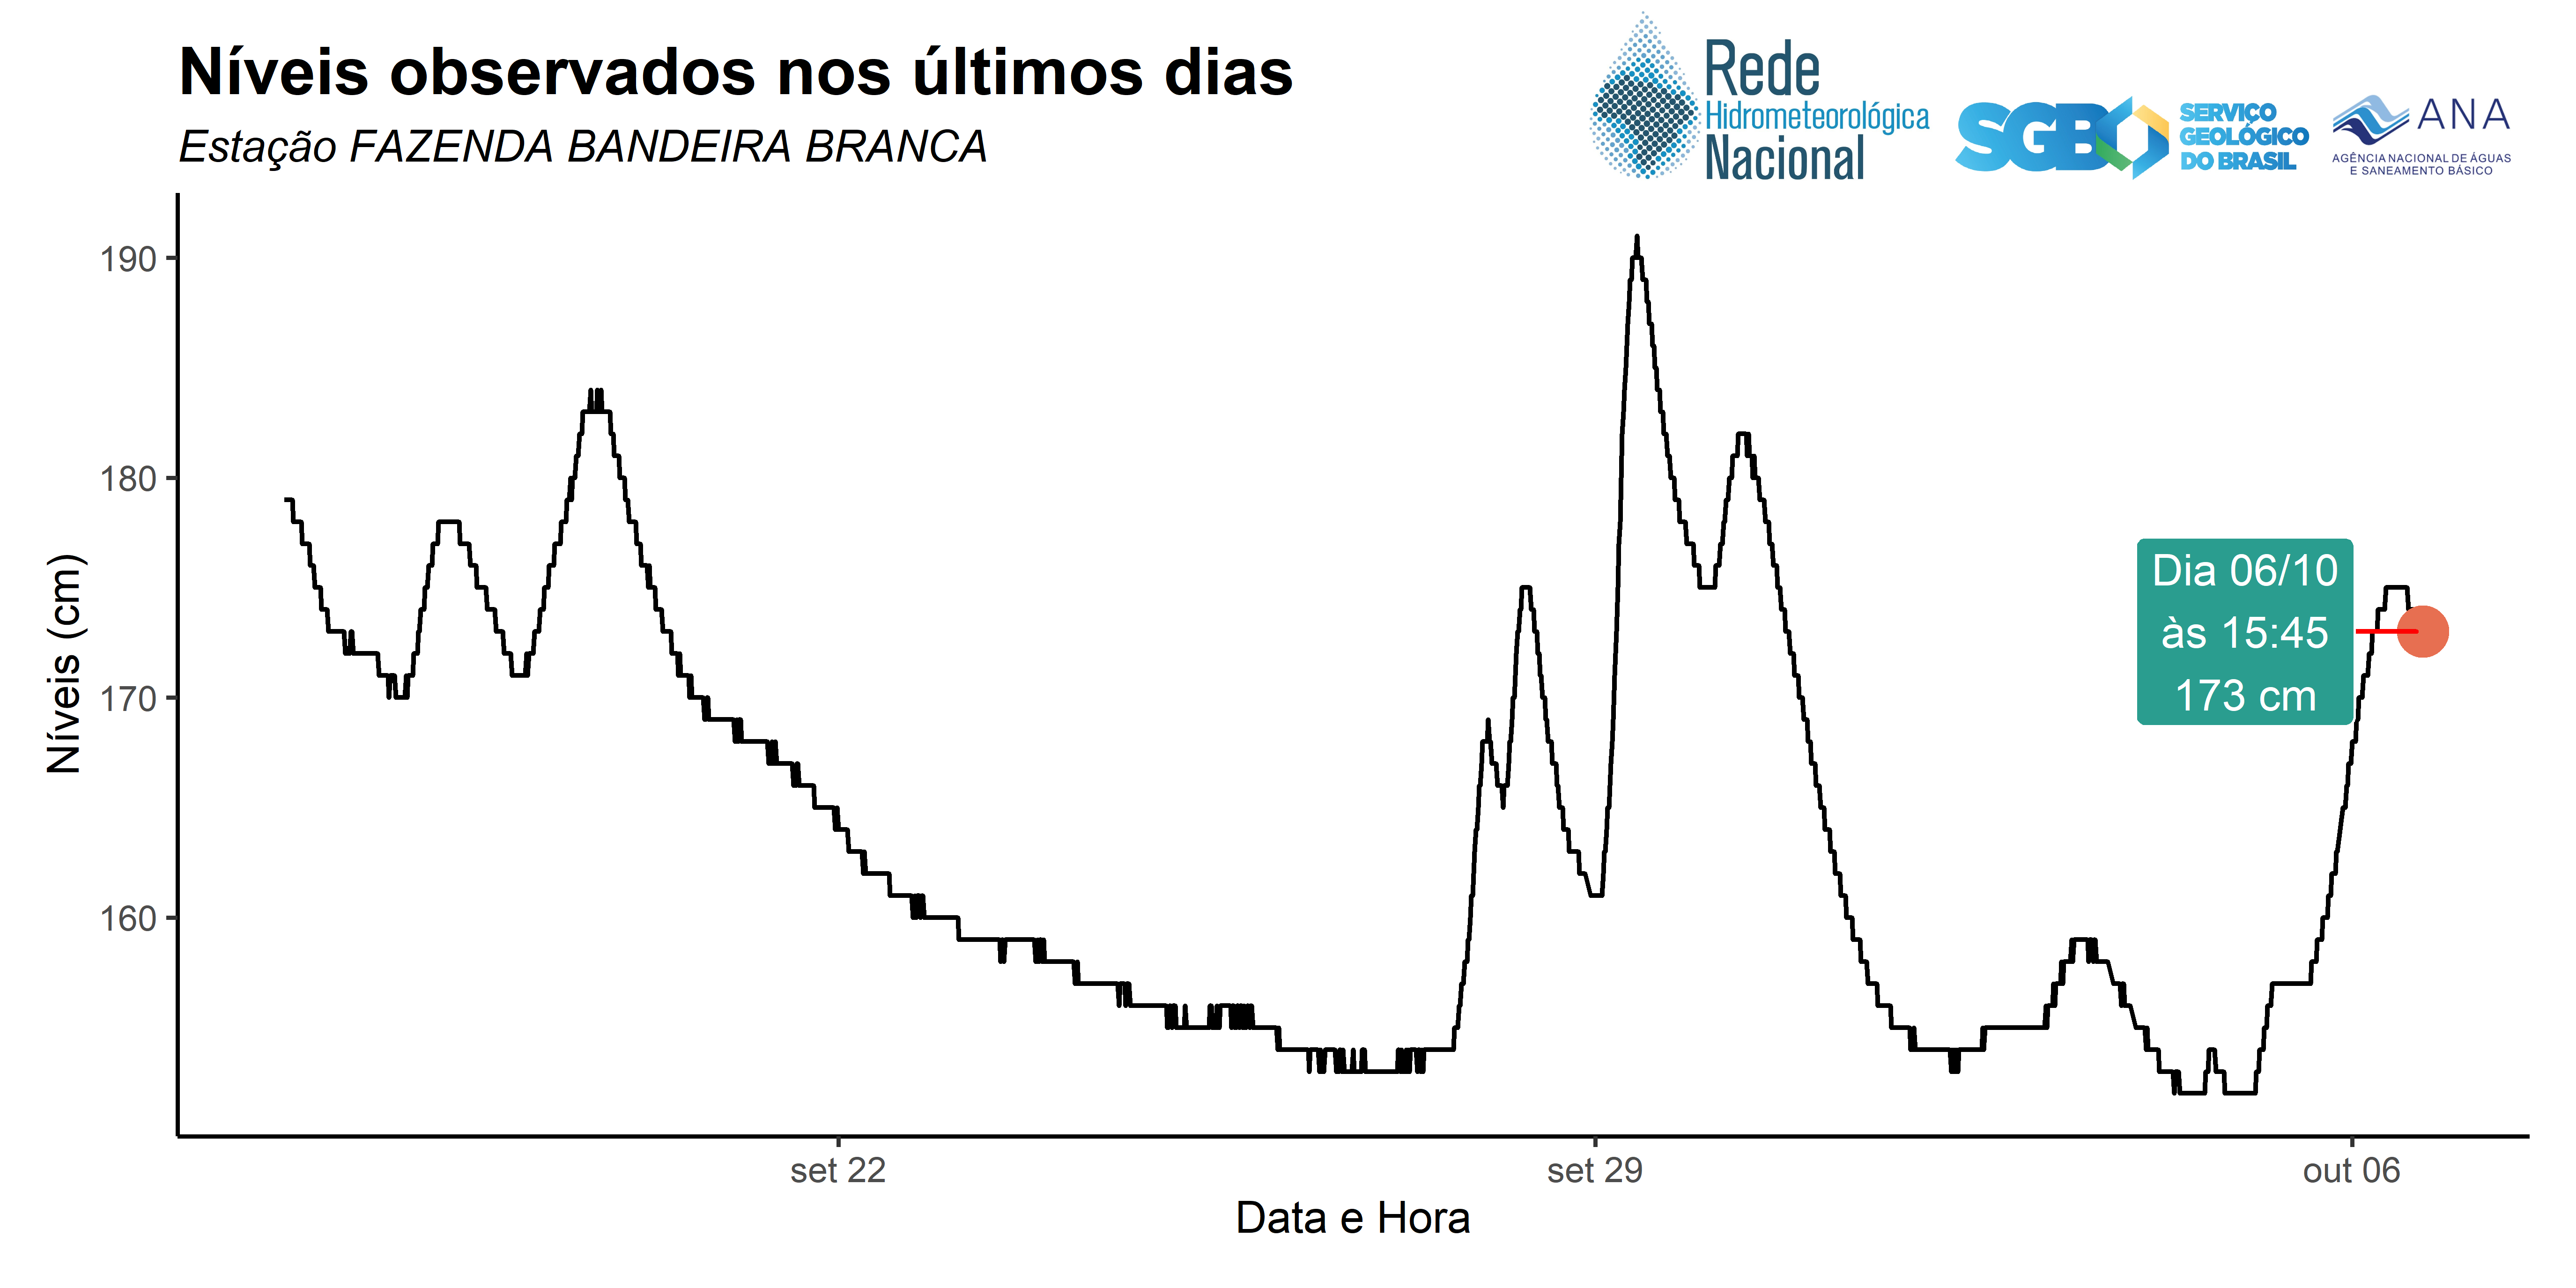 Níveis observados nos últimos dias
Estação FAZENDA BANDEIRA BRANCA
Rede
Hidrometeorológica
Nacional
SGB
SERVIÇO
GEOLÓGICO
DO BRASIL
ANA
AGÊNCIA NACIONAL DE ÁGUAS
E SANEAMENTO BÁSICO
Níveis (cm)
190
180
170
160
Dia 06/10
às 15:45
173 cm
set 22
set 29
out 06
Data e Hora